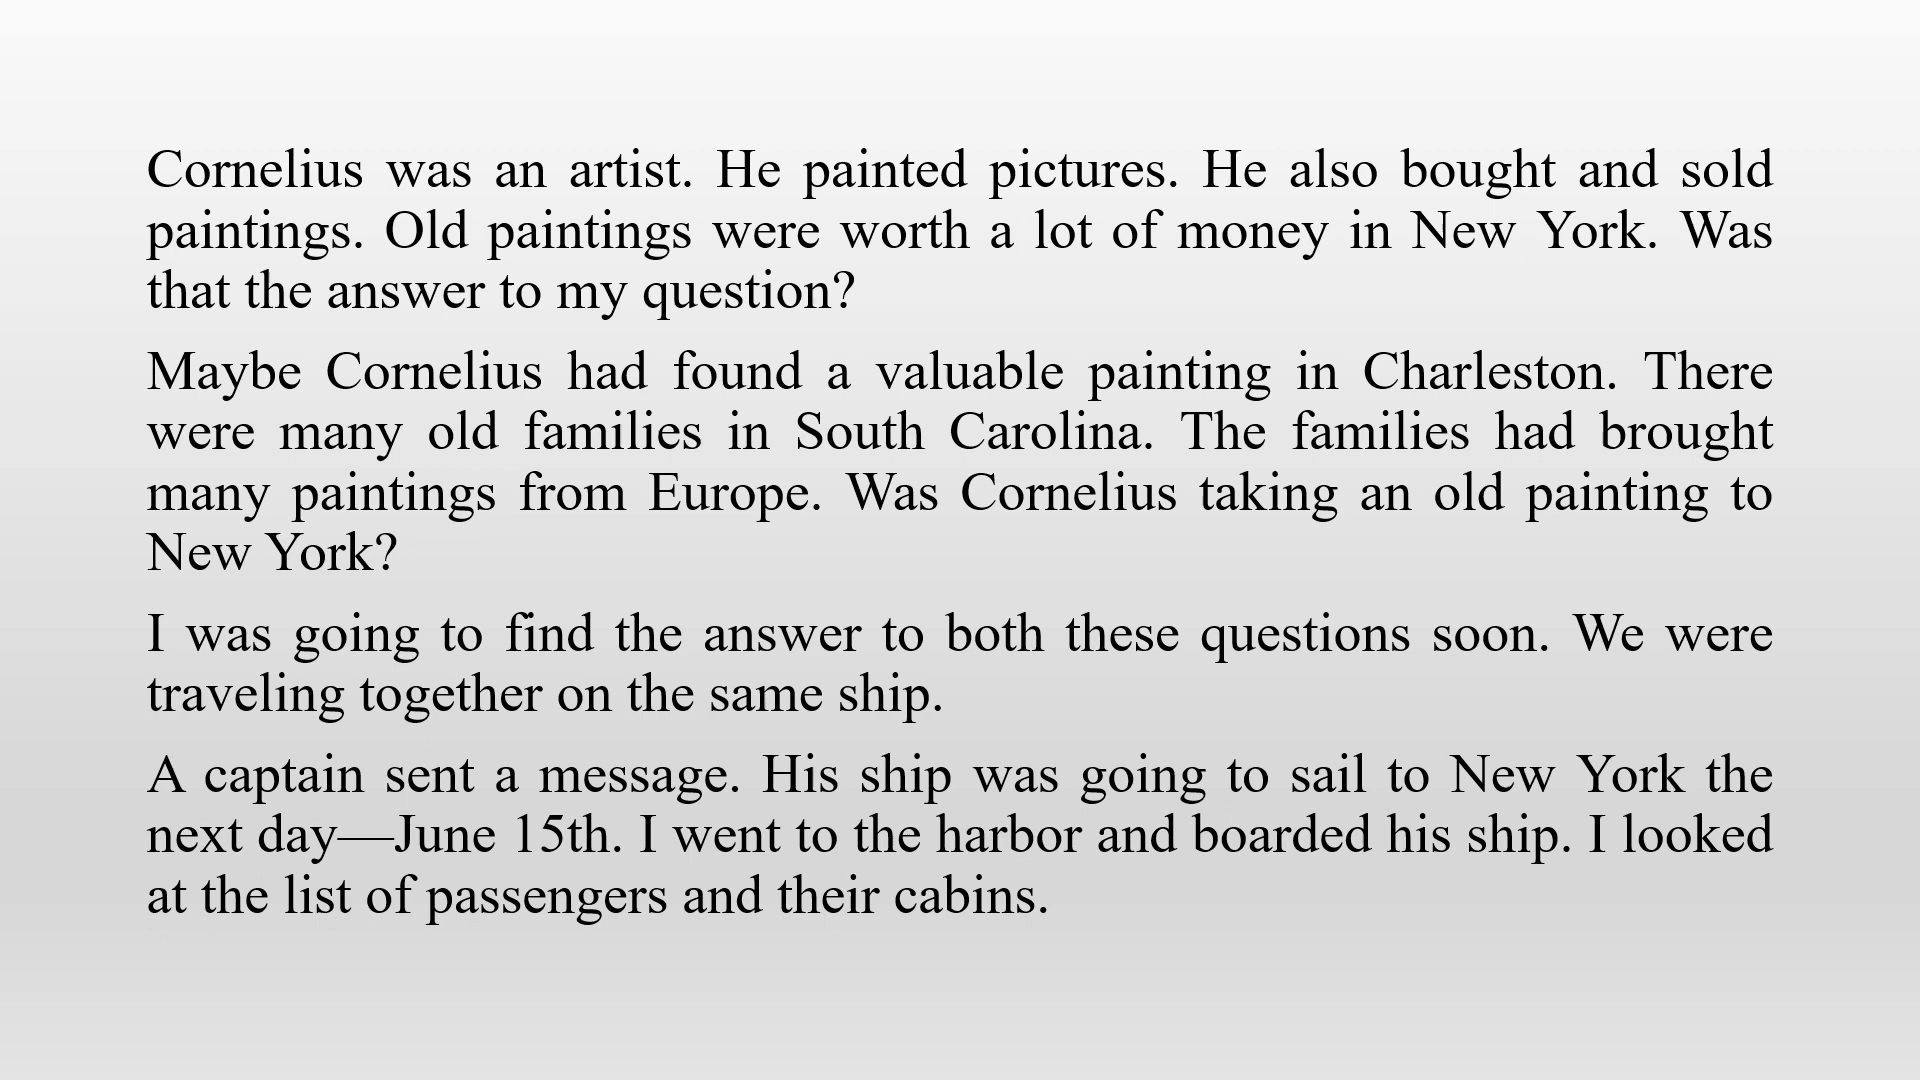 Cornelius was an artist. He painted pictures. He also bought and sold
paintings. Old paintings were worth a lot of money in New York. Was
that the answer to my question?
Maybe Cornelius had found a valuable painting in Charleston. There
were many old families in South Carolina. The families had brought
many paintings from Europe. Was Cornelius taking an old painting to
New York?
I was going to find the answer to both these questions soon. We were
traveling together on the same ship.
A captain sent a message. His ship was going to sail to New York the
next day—June 15th. I went to the harbor and boarded his ship. I looked
at the list of passengers and their cabins.